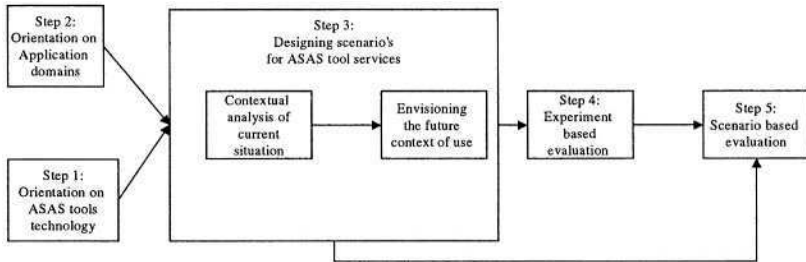 Step 2:
Orientation on
Application
domains
Step 1:
Orientation on
ASAS tools
technology
Step 3:
Designing scenario's
for ASAS tool services
Contextual
analysis of
current
situation
Envisioning
the future
context of use
Step 4:
Experiment
based
evaluation
Step 5:
Scenario based
evaluation